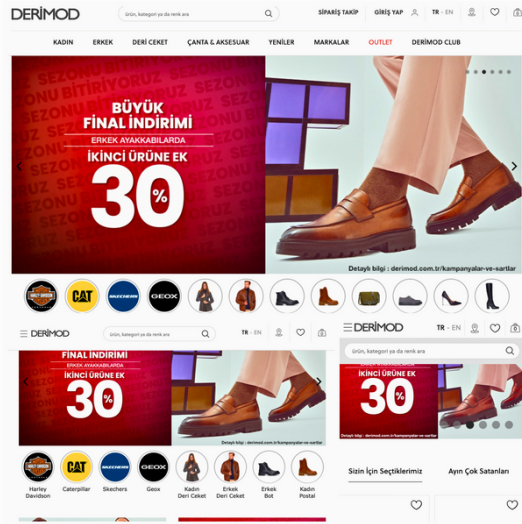 DERİMOD
ürün, kategori ya da renk ara
SİPARİŞ TAKİP
GİRİŞ YAP
TR - EN
KADIN
ERKEK
DERİ CEKET
ÇANTA & AKSESUAR
YENİLER
MARKALAR
OUTLET
DERİMOD CLUB
BÜYÜK
FİNAL İNDİRİMİ
ERKEK AYAKKABILARDA
İKİNCİ ÜRÜNE EK
30%
Detaylı bilgi : derimod.com.tr/kampanyalar-ve-sartlar
HARLEY-DAVIDSON
CAT
SKECHERS
GEOX
DERİMOD
ürün, kategori ya da renk ara
TR - EN
FİNAL İNDİRİMİ
ERKEK AYAKKABILARDA
İKİNCİ ÜRÜNE EK
30%
Detaylı bilgi : derimod.com.tr/kampanyalar-ve-sartlar
CAT
SKECHERS
GEOX
Harley
Davidson
Caterpillar
Skechers
Geox
Kadın
Deri Ceket
Erkek
Deri Ceket
Erkek
Bot
Kadın
Postal
DERİMOD
TR - EN
ürün, kategori ya da renk ara
İKİNCİ ÜRÜNE EK
30%
Detaylı bilgi : derimod.com.tr/kampanyalar-ve-sartlar
Sizin İçin Seçtiklerimiz
Ayın Çok Satanları